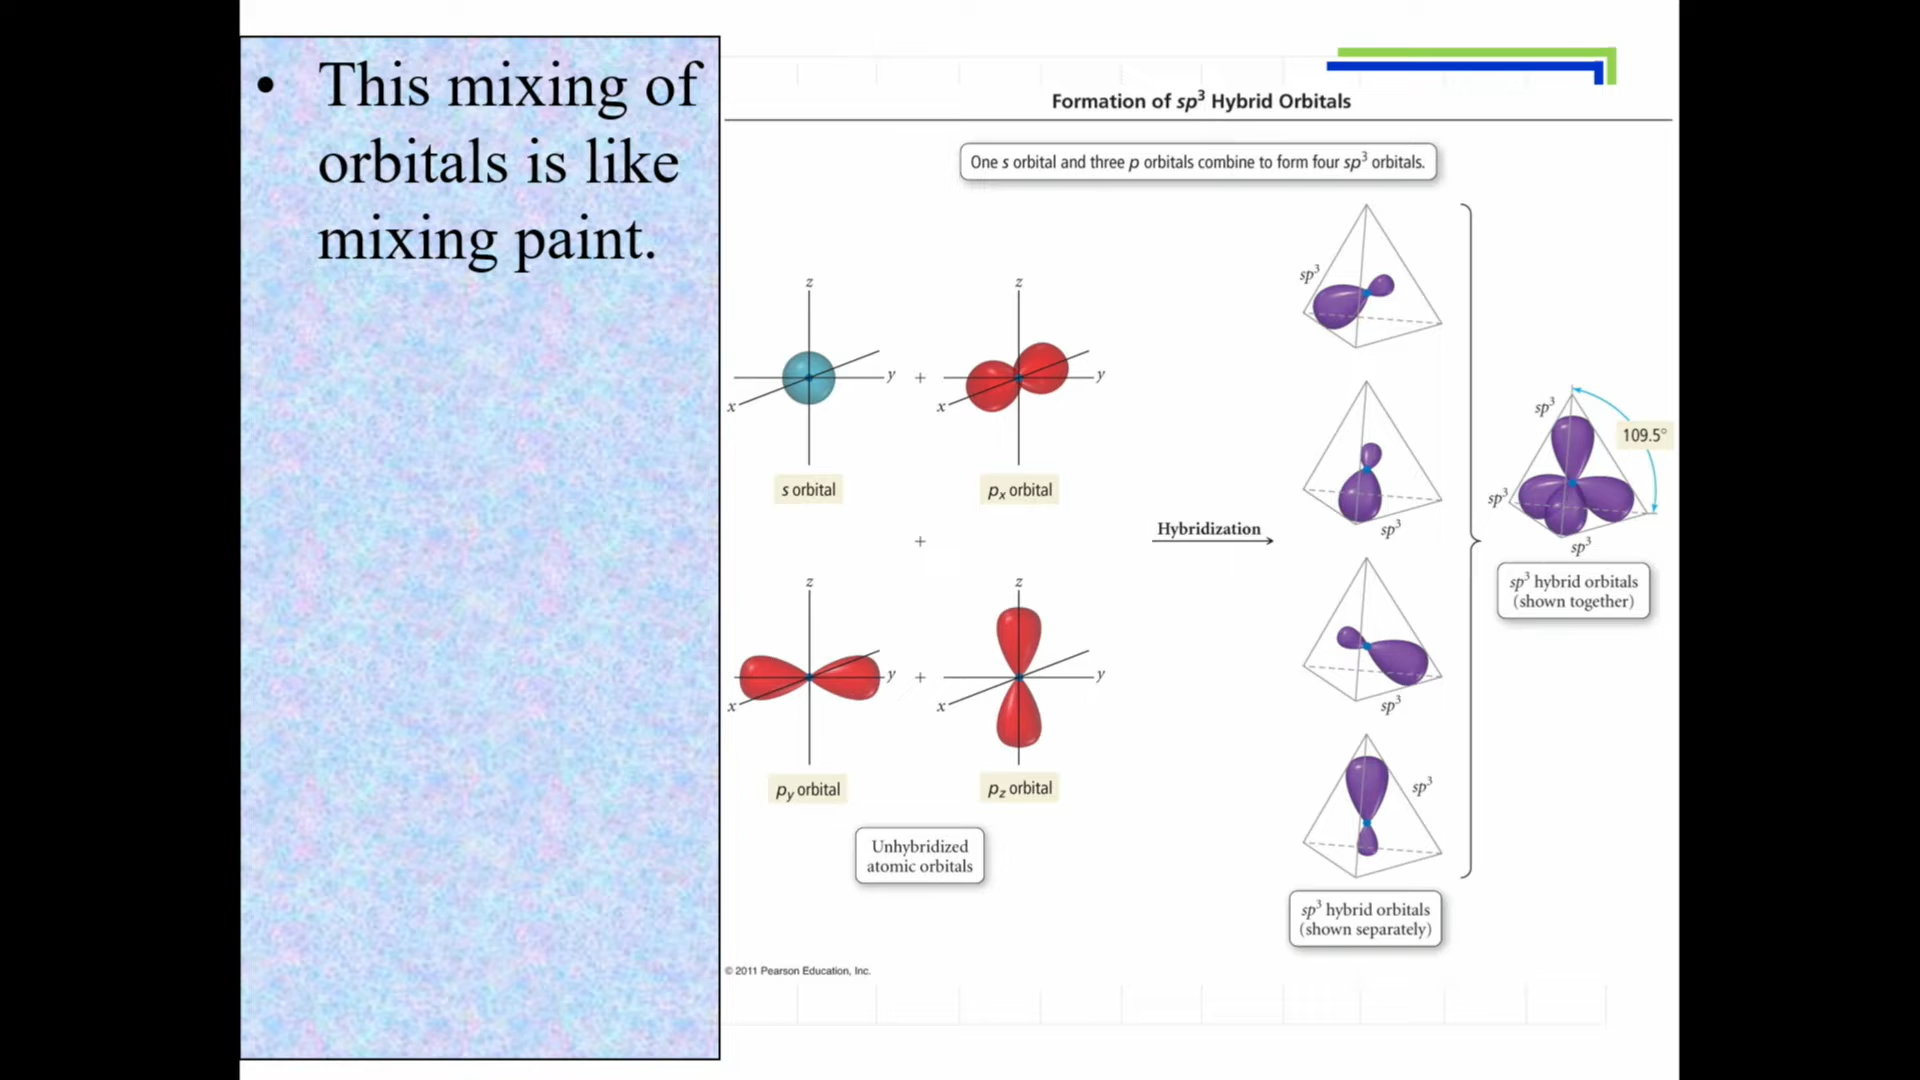 • This mixing of
orbitals is like
mixing paint.
Formation of sp³ Hybrid Orbitals
One s orbital and three p orbitals combine to form four sp³ orbitals.
z
y
x
s orbital
+
z
y
x
pₓ orbital
+
z
y
x
p_y orbital
+
z
y
x
p_z orbital
Unhybridized
atomic orbitals
Hybridization
sp³
sp³
sp³
sp³
sp³ hybrid orbitals
(shown separately)
sp³
109.5°
sp³
sp³
sp³ hybrid orbitals
(shown together)
© 2011 Pearson Education, Inc.